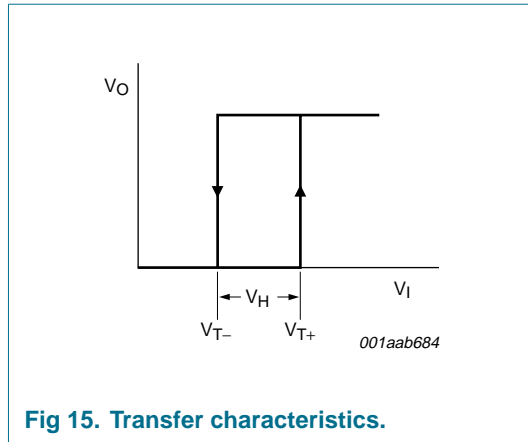 VO
VH
VI
VT−
VT+
001aab684
Fig 15. Transfer characteristics.